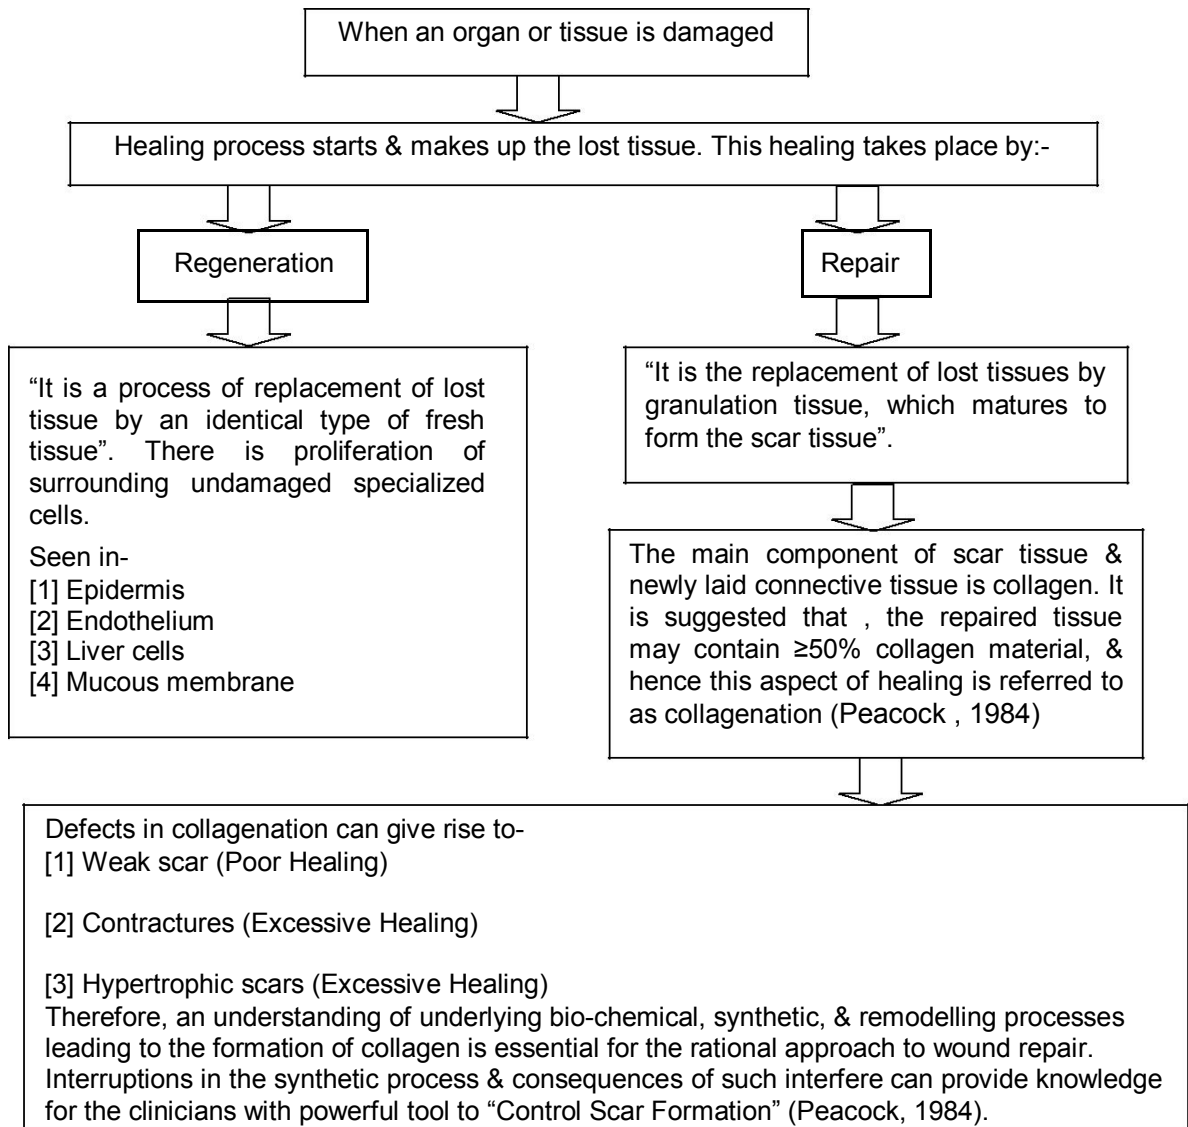 When an organ or tissue is damaged
Healing process starts & makes up the lost tissue. This healing takes place by:-
Regeneration
Repair
“It is a process of replacement of lost
tissue by an identical type of fresh
tissue”. There is proliferation of
surrounding undamaged specialized
cells.
Seen in-
[1] Epidermis
[2] Endothelium
[3] Liver cells
[4] Mucous membrane
“It is the replacement of lost tissues by
granulation tissue, which matures to
form the scar tissue”.
The main component of scar tissue &
newly laid connective tissue is collagen. It
is suggested that , the repaired tissue
may contain ≥50% collagen material, &
hence this aspect of healing is referred to
as collagenation (Peacock , 1984)
Defects in collagenation can give rise to-
[1] Weak scar (Poor Healing)
[2] Contractures (Excessive Healing)
[3] Hypertrophic scars (Excessive Healing)
Therefore, an understanding of underlying bio-chemical, synthetic, & remodelling processes
leading to the formation of collagen is essential for the rational approach to wound repair.
Interruptions in the synthetic process & consequences of such interfere can provide knowledge
for the clinicians with powerful tool to “Control Scar Formation” (Peacock, 1984).